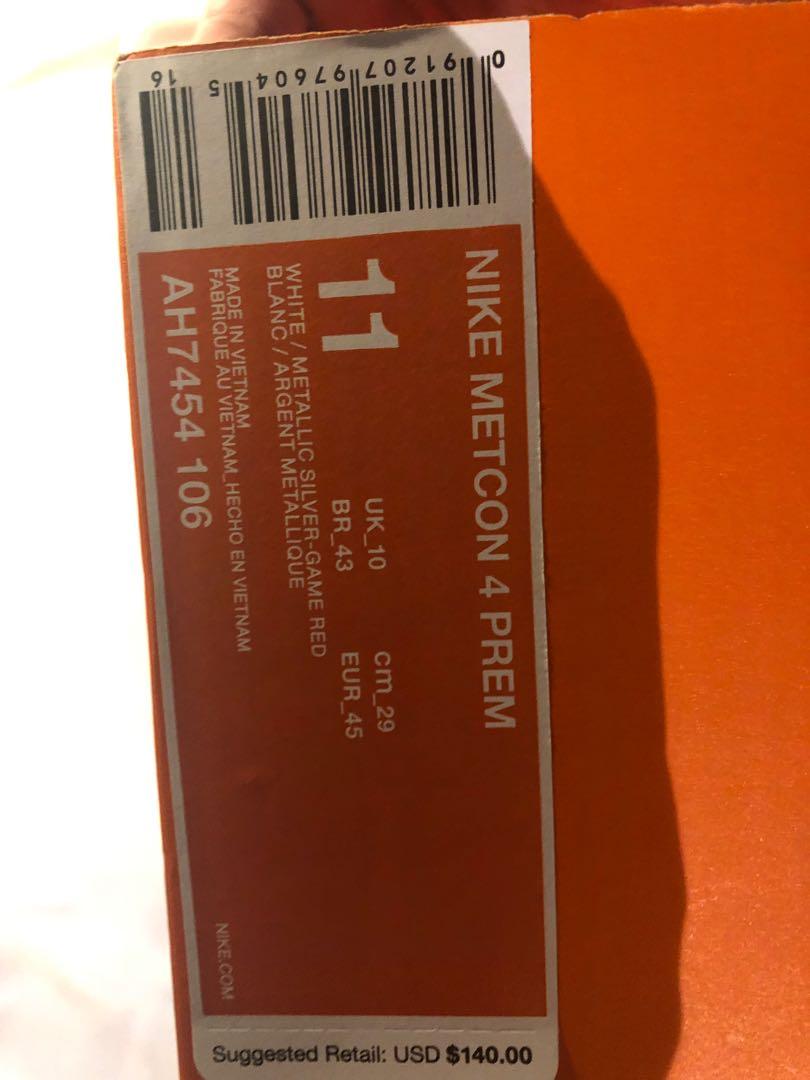 NIKE METCON 4 PREM
11
UK_10 cm_29
BR_43 EUR_45
WHITE / METALLIC SILVER-GAME RED
BLANC / ARGENT METALLIQUE
MADE IN VIETNAM
FABRIQUE AU VIETNAM_HECHO EN VIETNAM
AH7454 106
NIKE.COM
0 91207 97604 5 16
Suggested Retail: USD $140.00